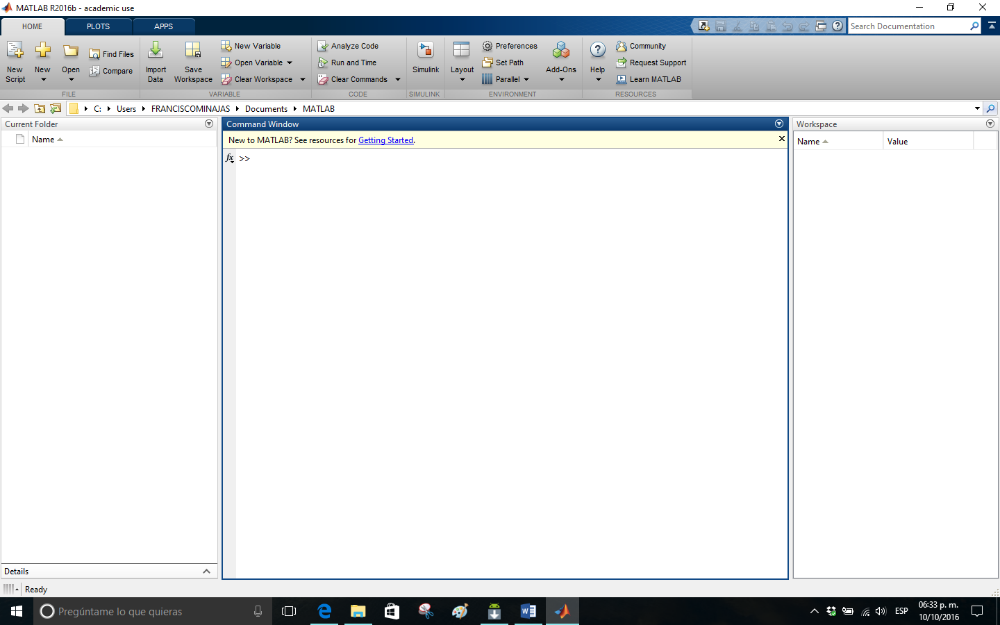 MATLAB R2016b - academic use
HOME PLOTS APPS
Search Documentation
New Script
New
Open
Find Files
Compare
Import Data
Save Workspace
New Variable
Open Variable
Clear Workspace
Analyze Code
Run and Time
Clear Commands
Simulink
Layout
Preferences
Set Path
Parallel
Add-Ons
Help
Community
Request Support
Learn MATLAB
FILE VARIABLE CODE SIMULINK ENVIRONMENT RESOURCES
C: Users FRANCISCOMINAJAS Documents MATLAB
Current Folder
Name
Command Window
New to MATLAB? See resources for Getting Started.
fx >>
Workspace
Name Value
Details
Ready
Pregúntame lo que quieras
ESP
06:33 p. m.
10/10/2016